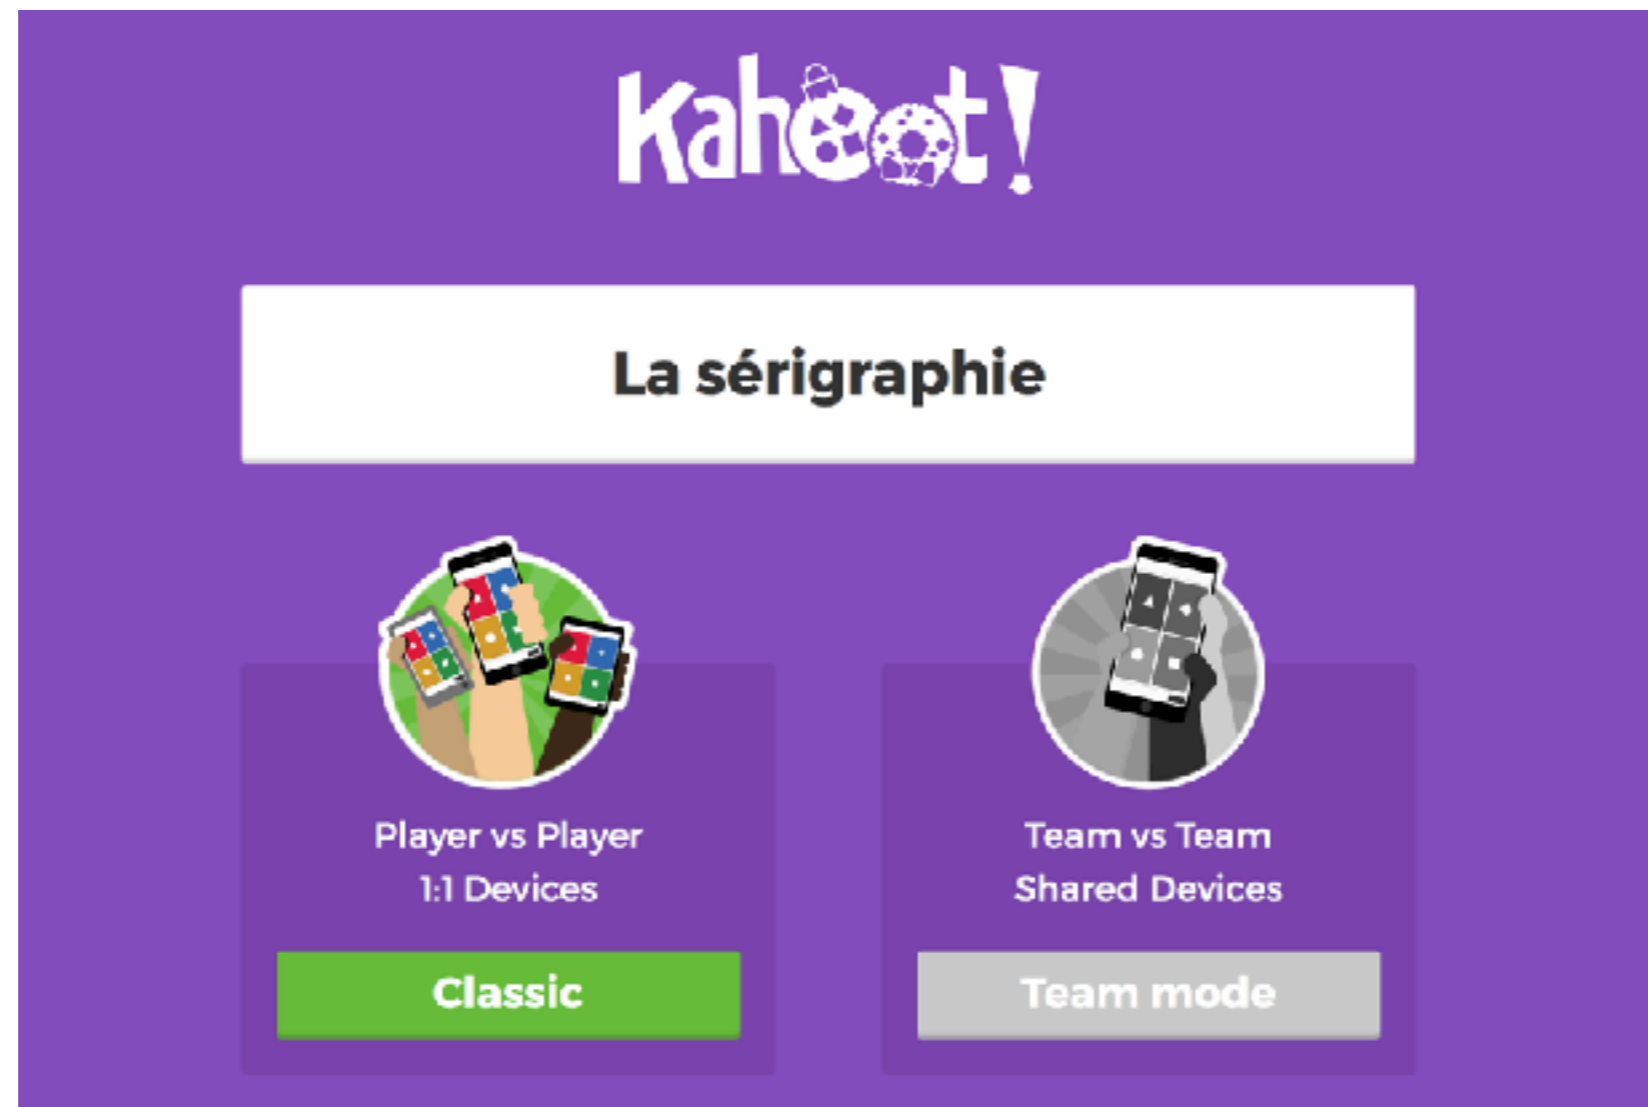 Kahoot!
La sérigraphie
Player vs Player
1:1 Devices
Classic
Team vs Team
Shared Devices
Team mode